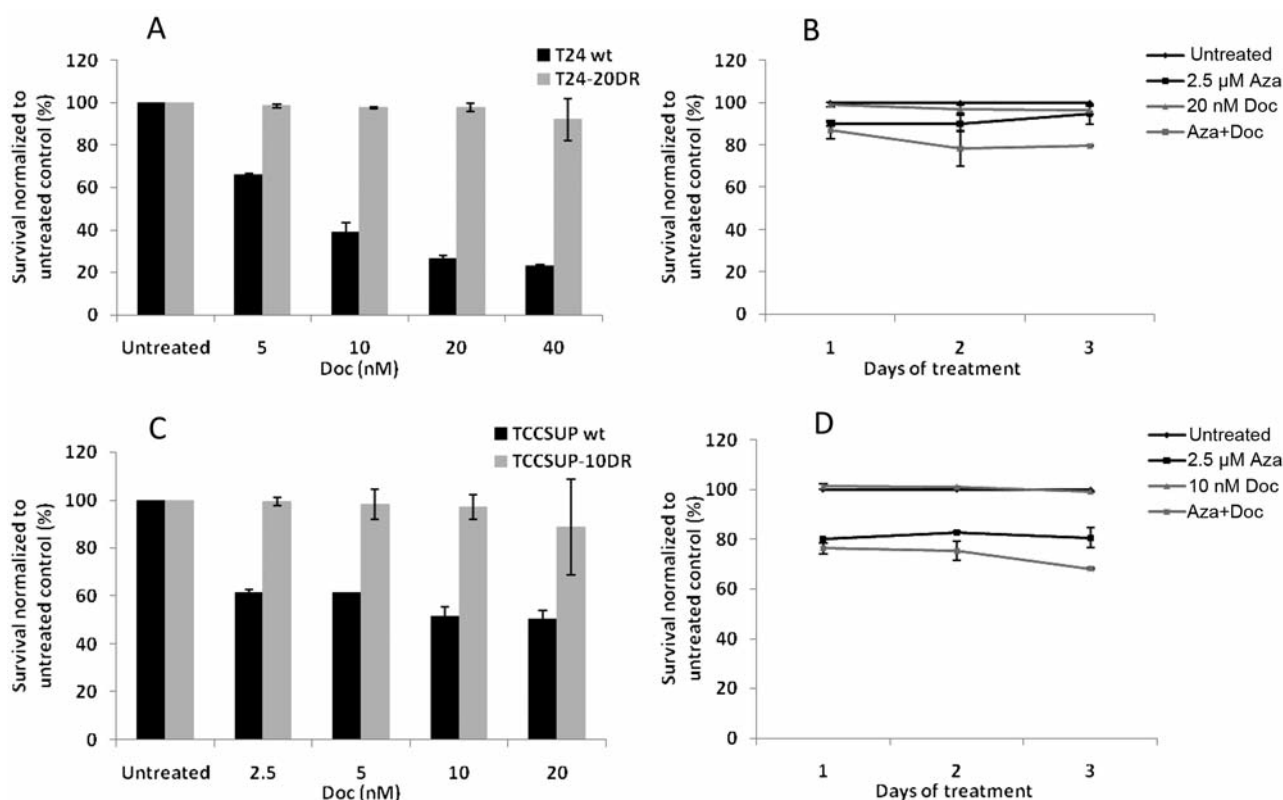 A
T24 wt
T24-20DR
Survival normalized to
untreated control (%)
120
100
80
60
40
20
0
Untreated 5 10 20 40
Doc (nM)
B
Untreated
2.5 µM Aza
20 nM Doc
Aza+Doc
Survival normalized to
untreated control (%)
120
100
80
60
40
20
0
1 2 3
Days of treatment
C
TCCSUP wt
TCCSUP-10DR
Survival normalized to
untreated control (%)
120
100
80
60
40
20
0
Untreated 2.5 5 10 20
Doc (nM)
D
Untreated
2.5 µM Aza
10 nM Doc
Aza+Doc
Survival normalized to
untreated control (%)
120
100
80
60
40
20
0
1 2 3
Days of treatment